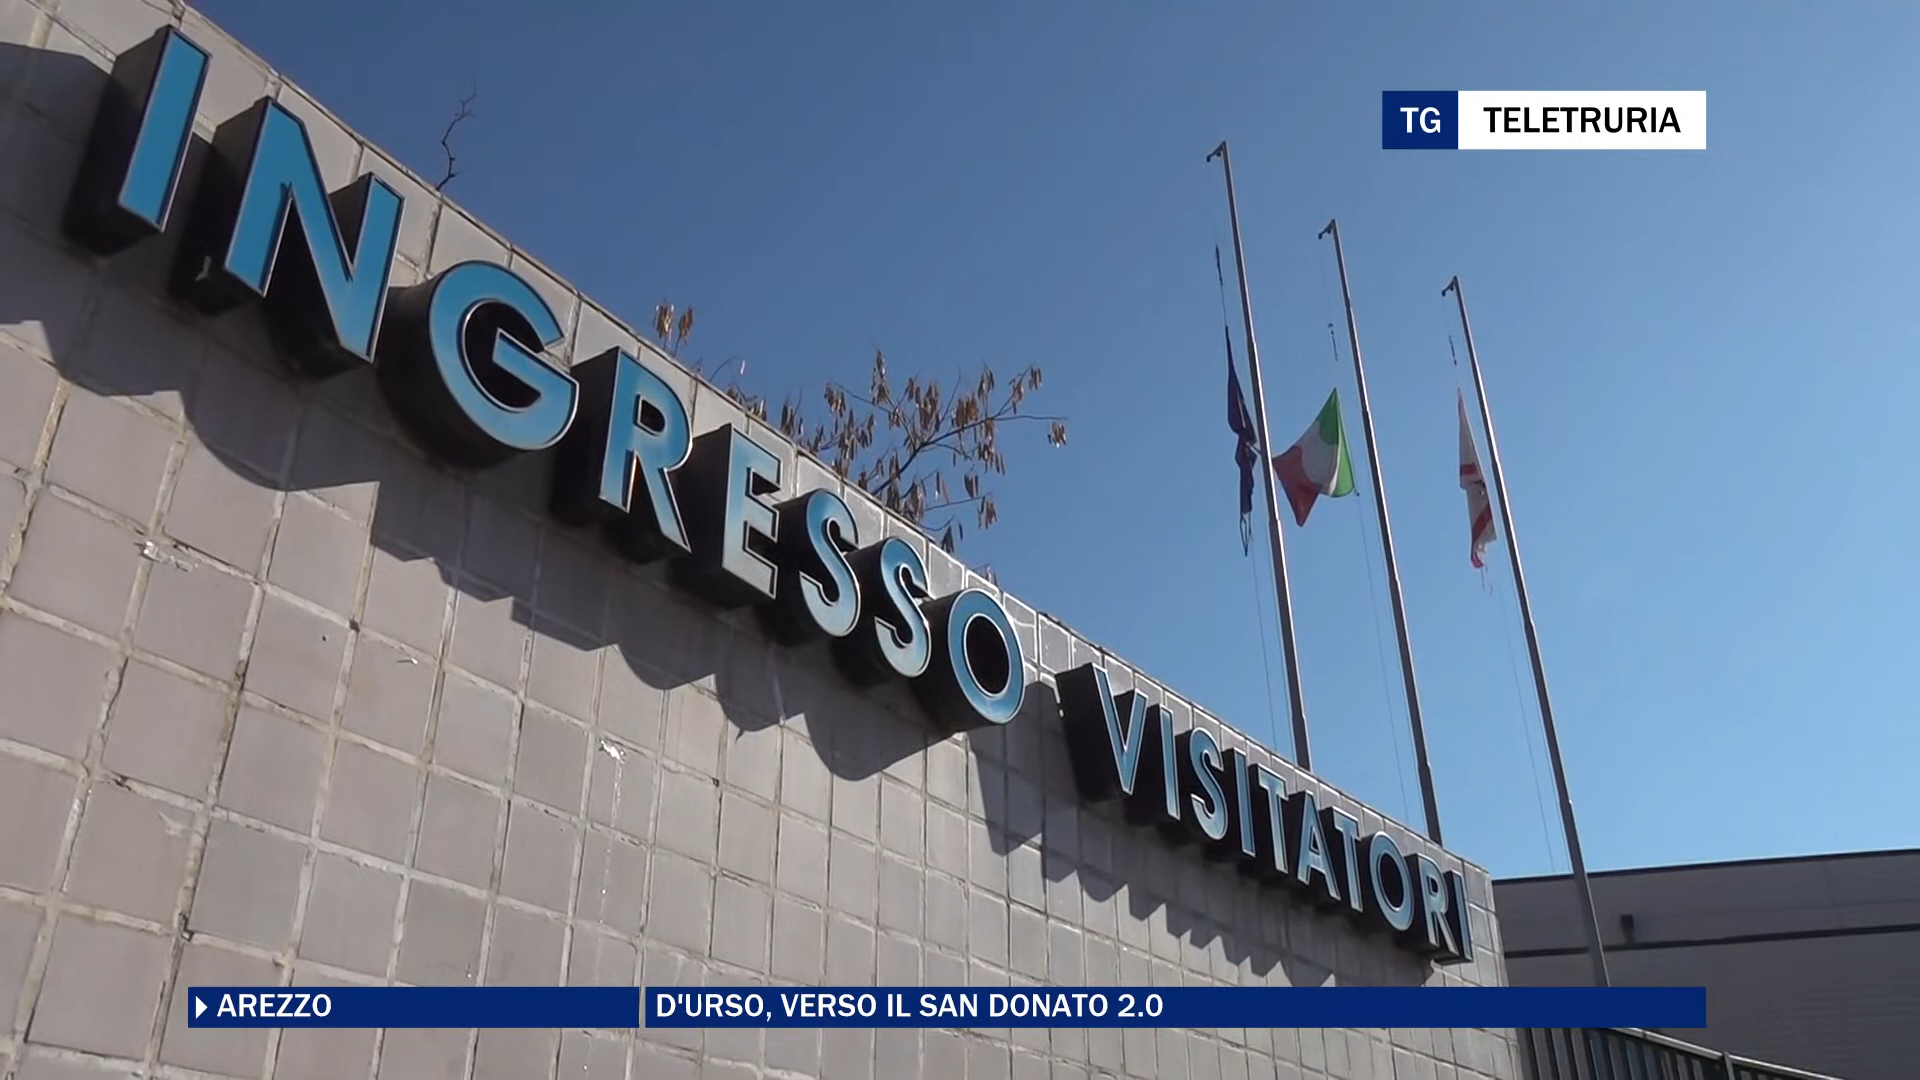 TG TELETRURIA
INGRESSO VISITATORI
AREZZO
D'URSO, VERSO IL SAN DONATO 2.0